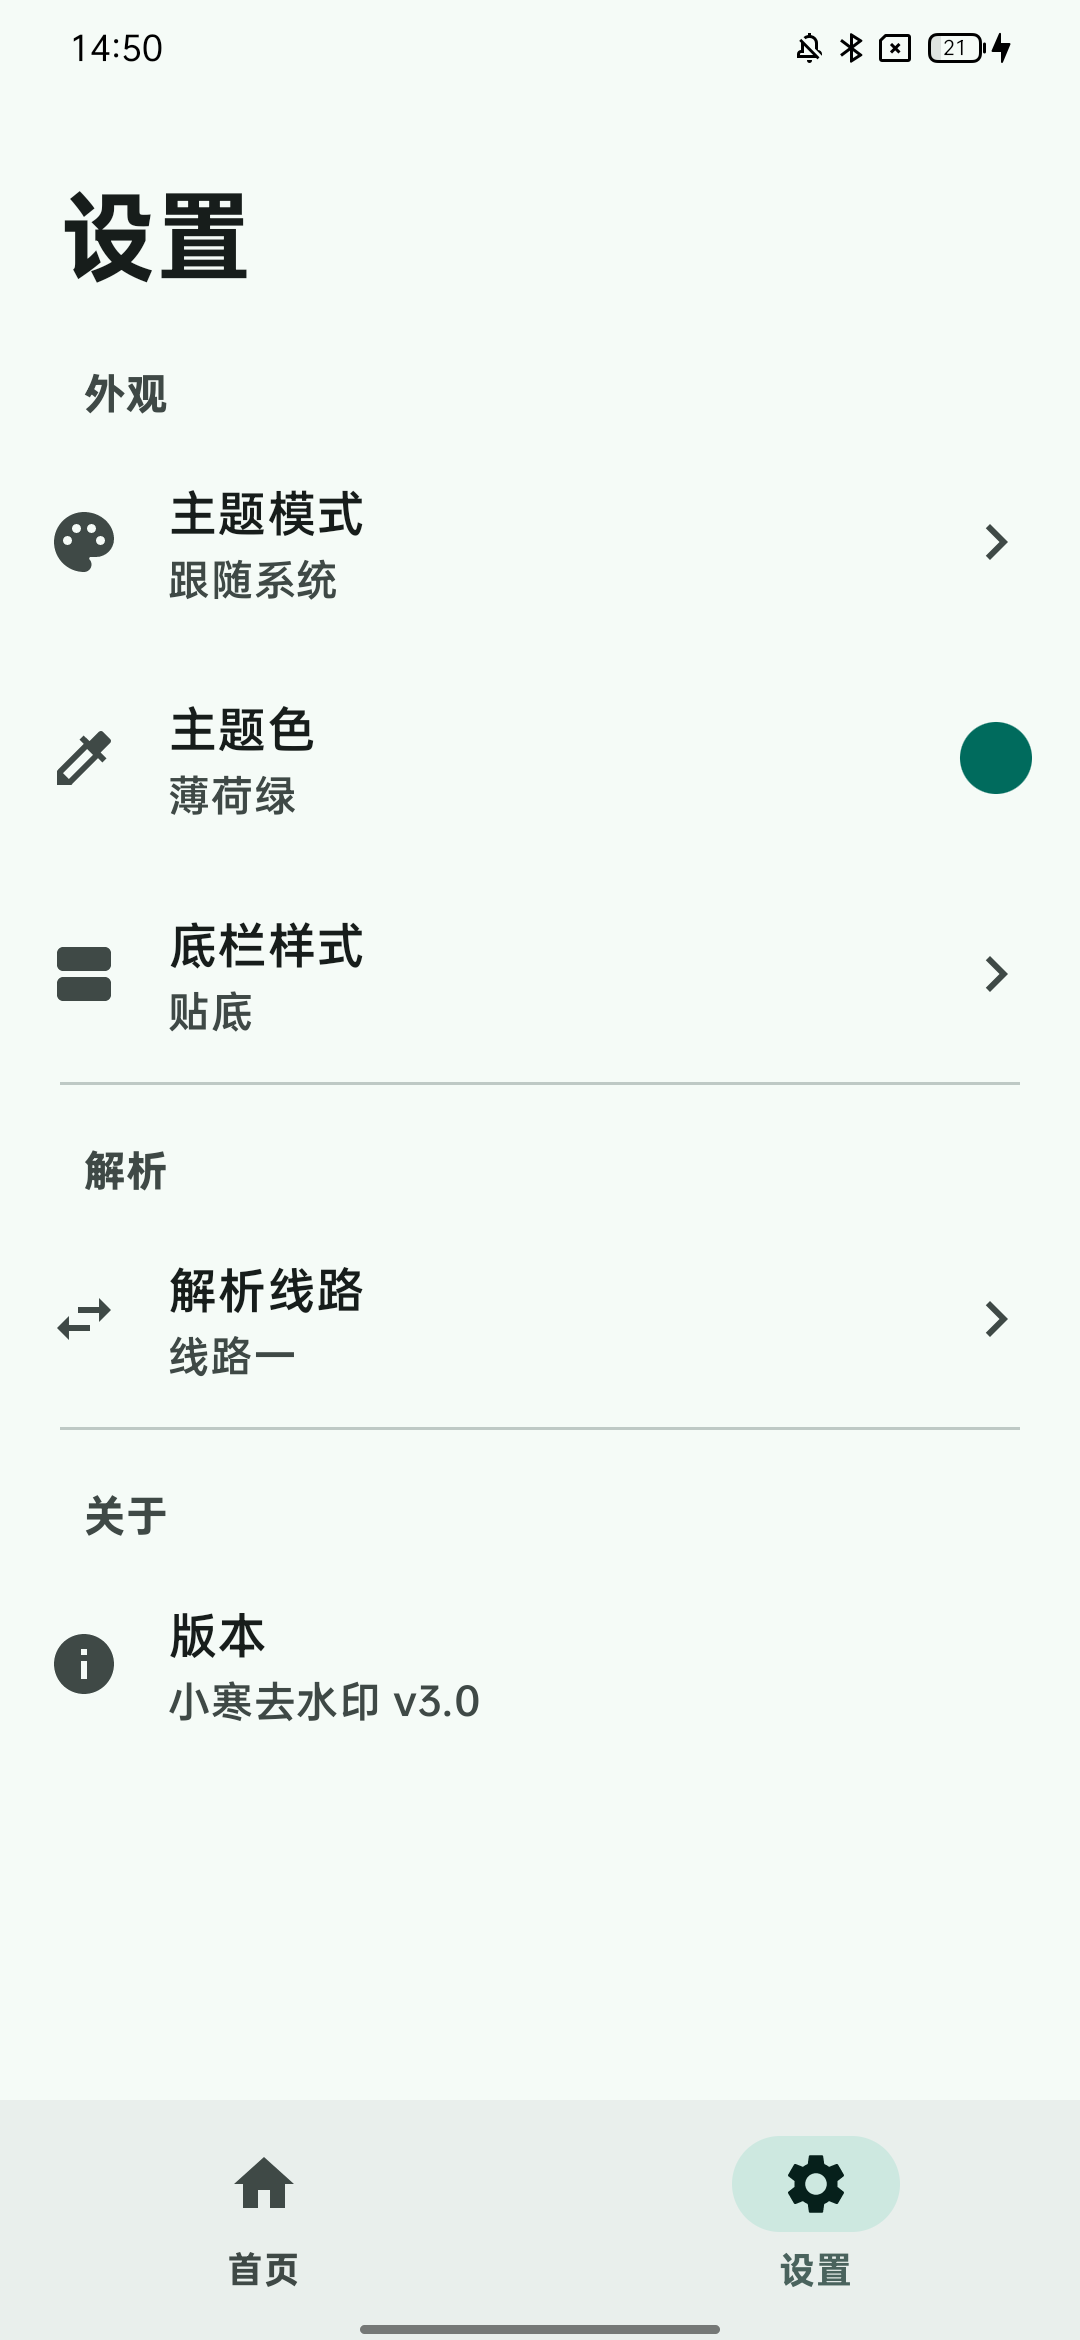 14:50
21
设置
外观
主题模式
跟随系统
主题色
薄荷绿
底栏样式
贴底
解析
解析线路
线路一
关于
版本
小寒去水印 v3.0
首页
设置